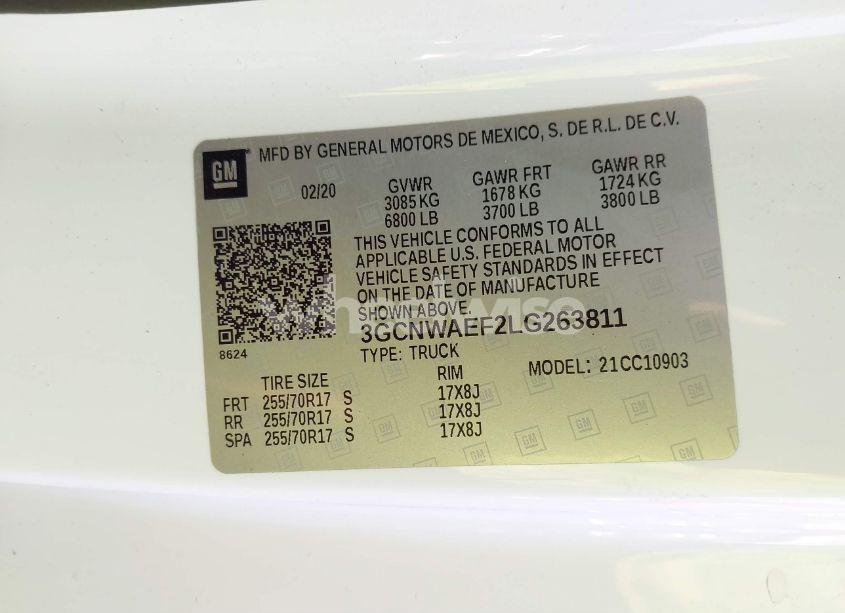 GM
MFD BY GENERAL MOTORS DE MEXICO, S. DE R.L. DE C.V.
02/20 GVWR GAWR FRT GAWR RR
3085 KG 1678 KG 1724 KG
6800 LB 3700 LB 3800 LB
THIS VEHICLE CONFORMS TO ALL
APPLICABLE U.S. FEDERAL MOTOR
VEHICLE SAFETY STANDARDS IN EFFECT
ON THE DATE OF MANUFACTURE
SHOWN ABOVE.
3GCNWAEF2LG263811
8624
TYPE: TRUCK MODEL: 21CC10903
TIRE SIZE RIM
FRT 255/70R17 S 17X8J
RR 255/70R17 S 17X8J
SPA 255/70R17 S 17X8J